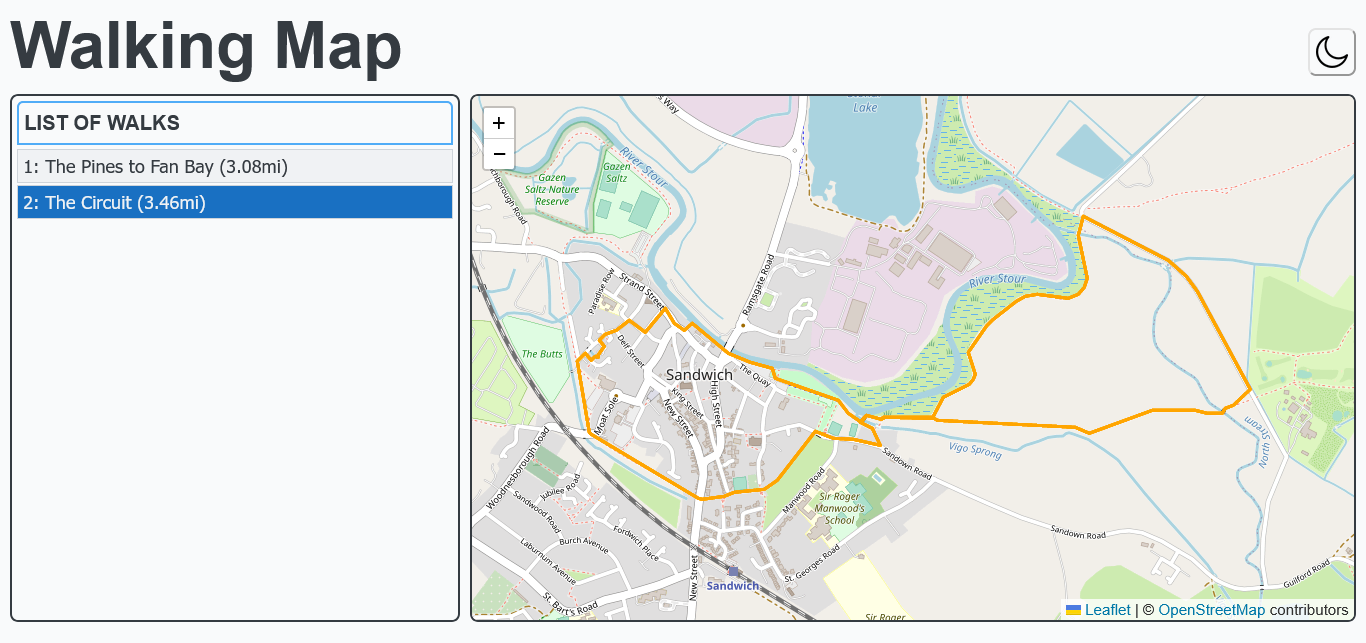 Walking Map
LIST OF WALKS
1: The Pines to Fan Bay (3.08mi)
2: The Circuit (3.46mi)
+
−
Way
Lake
River Stour
Gazen
Saltz
Gazen
Saltz Nature
Reserve
Road
Paradise Row
Strand Street
Ramsgate Road
River Stour
The Butts
Delf Street
Sandwich
The Quay
King Street
High Street
Moat Sole
New Street
Woodnesborough Road
Vigo Sprong
North Stream
Sandown Road
Manwood Road
Sir Roger
Manwood's
School
Jubilee Road
Sandwood Road
Burch Avenue
Fordwich Place
Laburnum Avenue
Sandown Road
St. Georges Road
New Street
Sandwich
St. Bart's Road
Guilford Road
Sir Roger
Leaflet | © OpenStreetMap contributors